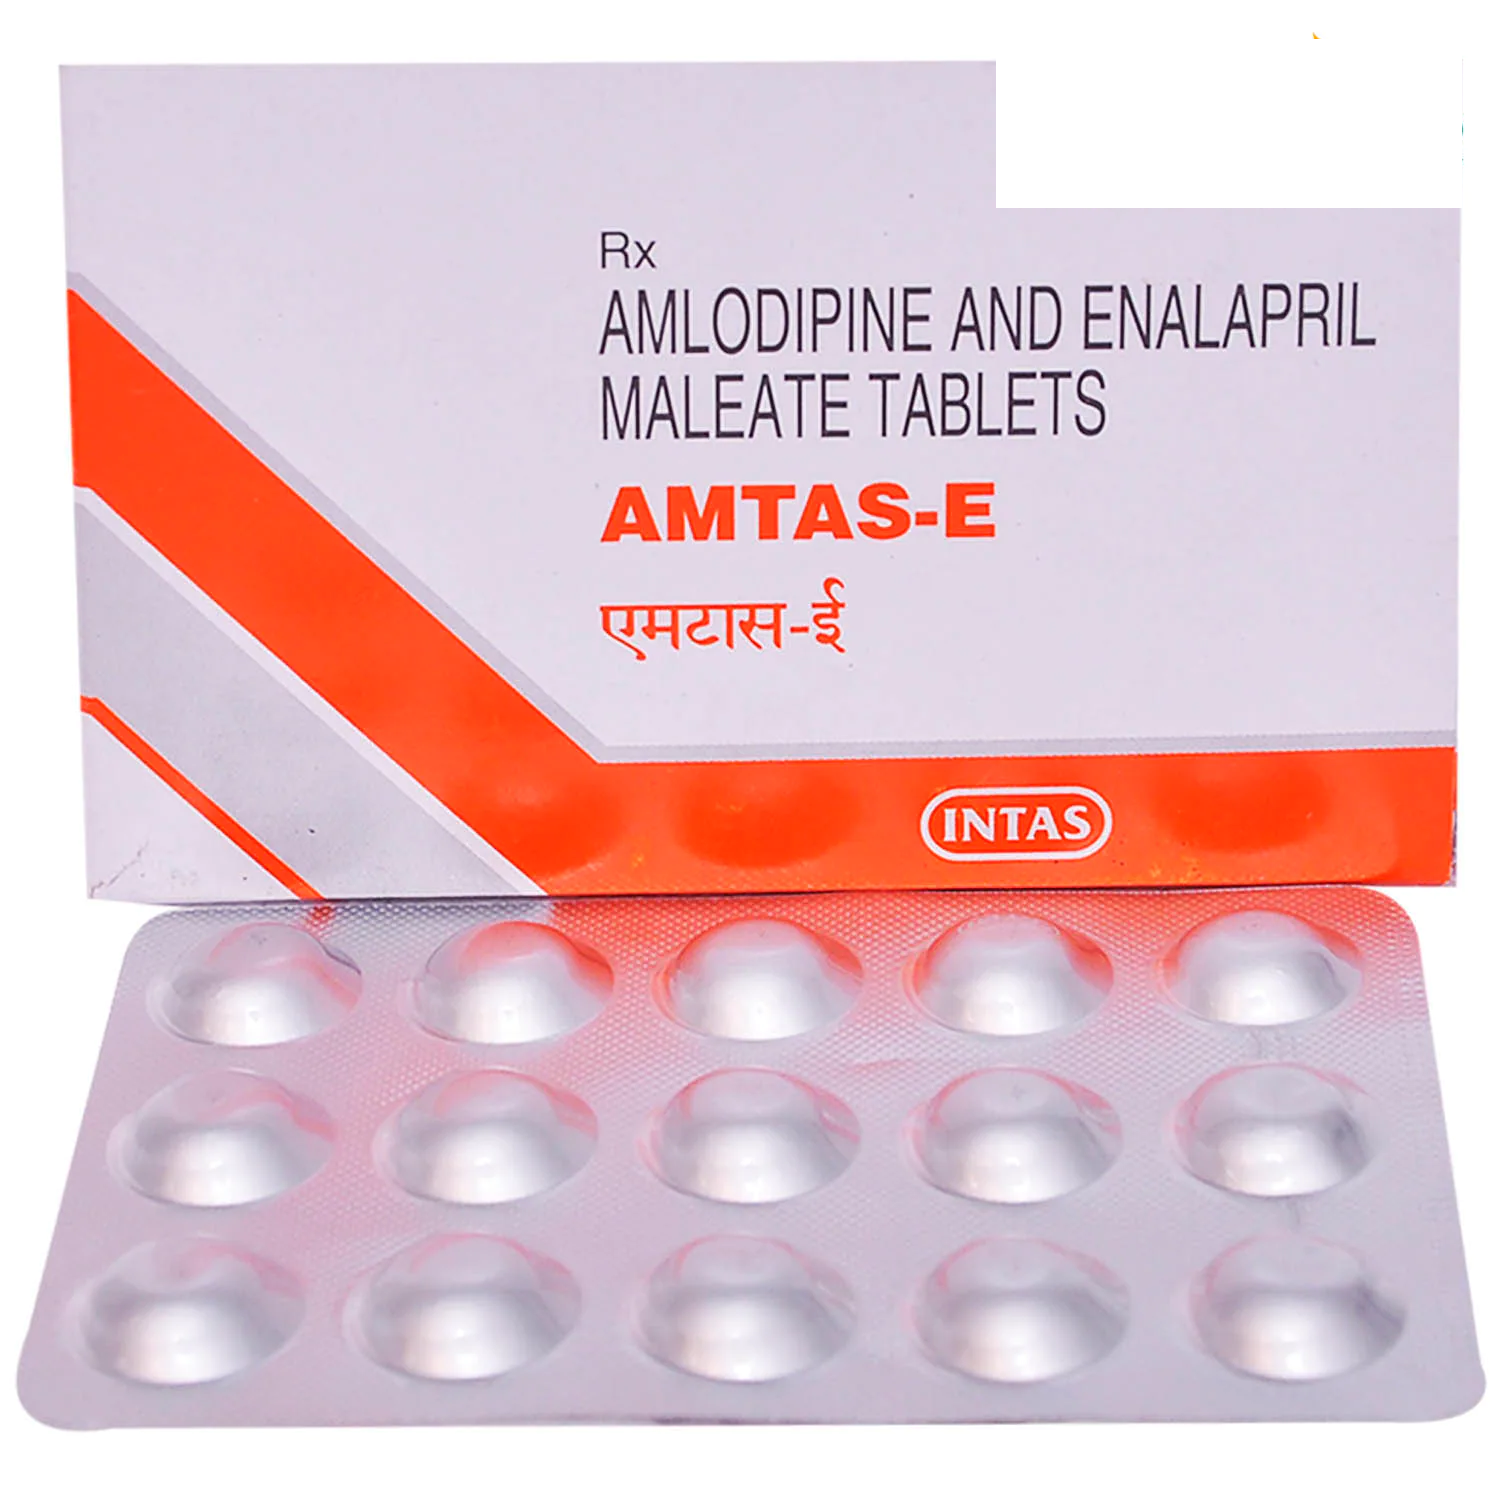 Rx
AMLODIPINE AND ENALAPRIL
MALEATE TABLETS
AMTAS-E
एमटास-ई
INTAS